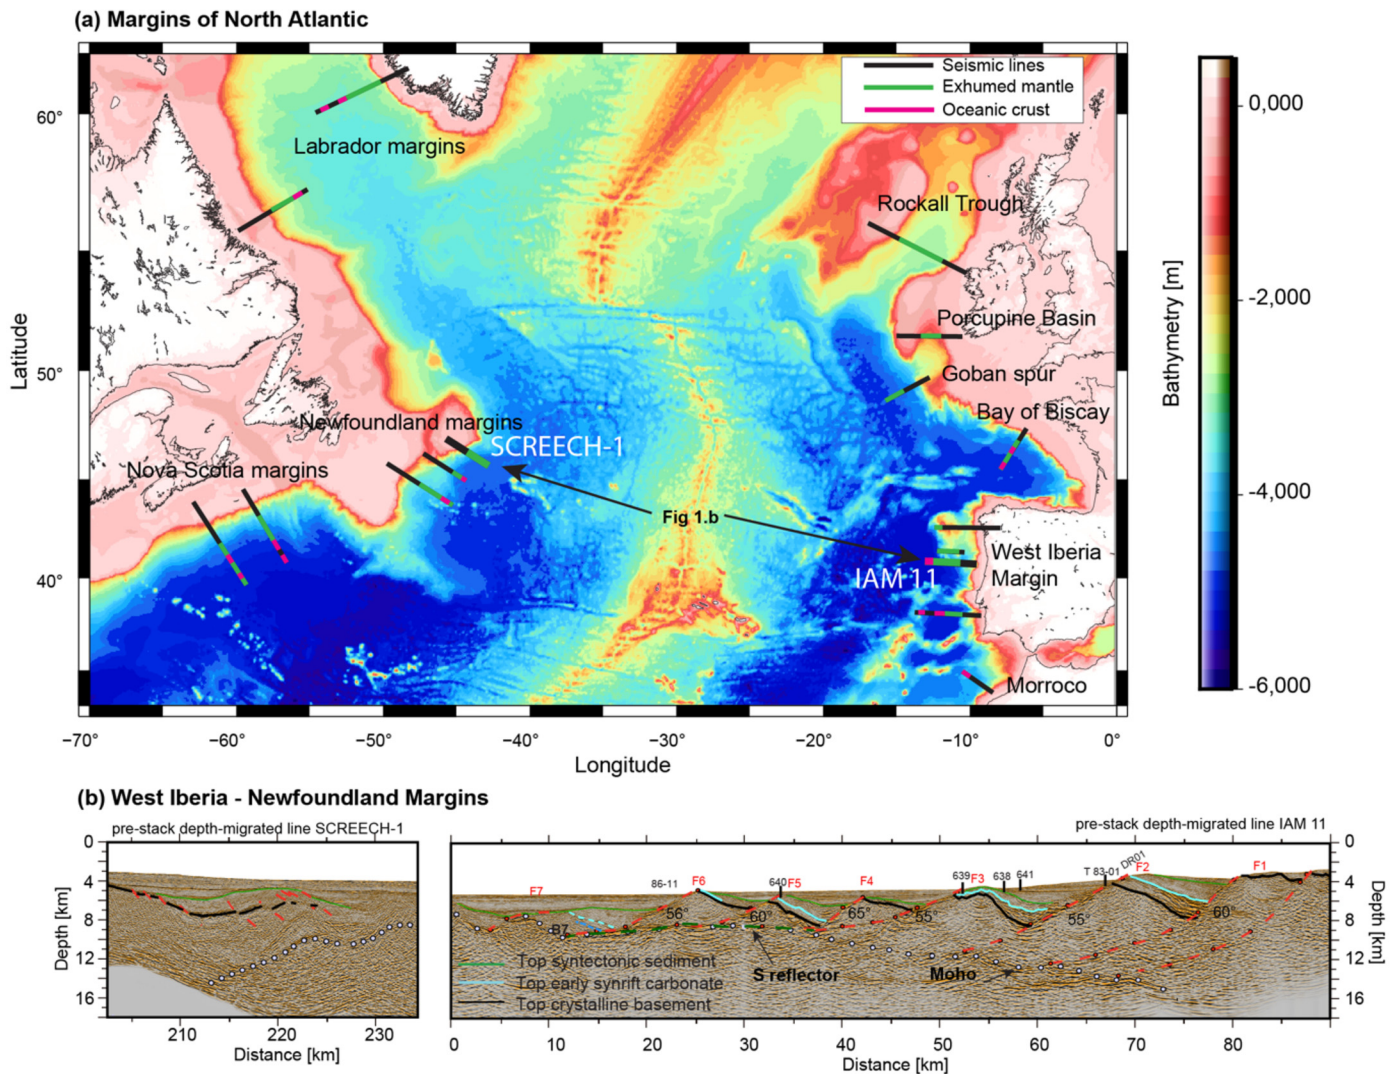 (a) Margins of North Atlantic
Seismic lines
Exhumed mantle
Oceanic crust
0,000
-2,000
-4,000
-6,000
Bathymetry [m]
60°
50°
40°
Latitude
Labrador margins
Rockall Trough
Porcupine Basin
Goban spur
Bay of Biscay
Newfoundland margins
SCREECH-1
Nova Scotia margins
Fig 1.b
West Iberia
Margin
IAM 11
Morroco
−70° −60° −50° −40° −30° −20° −10° 0°
Longitude
(b) West Iberia - Newfoundland Margins
pre-stack depth-migrated line SCREECH-1
pre-stack depth-migrated line IAM 11
0
4
8
12
16
Depth [km]
210 220 230
Distance [km]
F7 86-11 F6 640 F5 F4 639 F3 638 641 T 83-01 DR01 F2 F1
56° 60° 65° 55° 55° 60°
B7
S reflector
Moho
Top syntectonic sediment
Top early synrift carbonate
Top crystalline basement
0
4
8
12
16
Depth [km]
0 10 20 30 40 50 60 70 80
Distance [km]